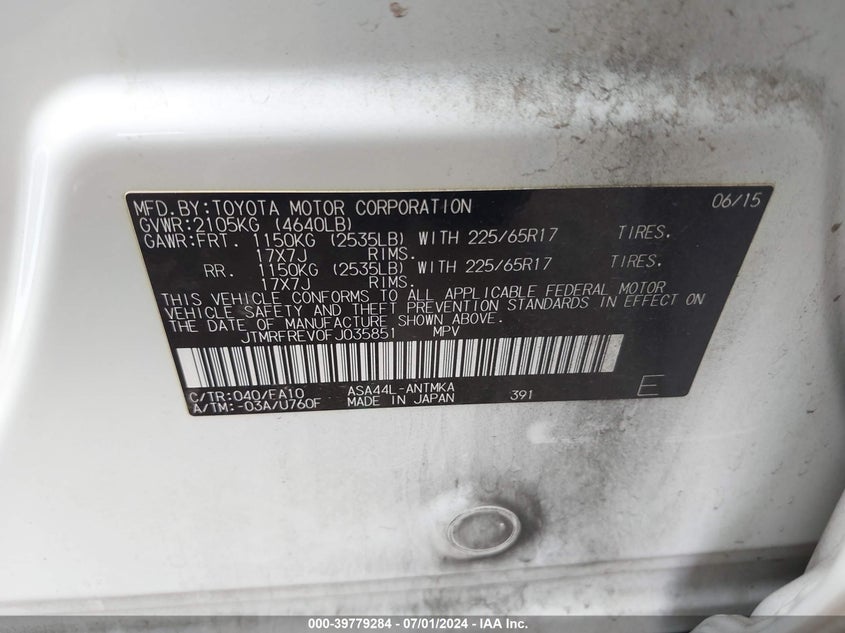 MFD.BY:TOYOTA MOTOR CORPORATION 06/15
GVWR:2105KG (4640LB)
GAWR:FRT. 1150KG (2535LB) WITH 225/65R17 TIRES.
17X7J RIMS.
RR. 1150KG (2535LB) WITH 225/65R17 TIRES.
17X7J RIMS.
THIS VEHICLE CONFORMS TO ALL APPLICABLE FEDERAL MOTOR
VEHICLE SAFETY AND THEFT PREVENTION STANDARDS IN EFFECT ON
THE DATE OF MANUFACTURE SHOWN ABOVE.
JTMRFREV0FJ035851 MPV
C/TR:040/FA10 ASA44L-ANTMKA
A/TM:-03A/U760F MADE IN JAPAN 391 E
000-39779284 - 07/01/2024 - IAA Inc.